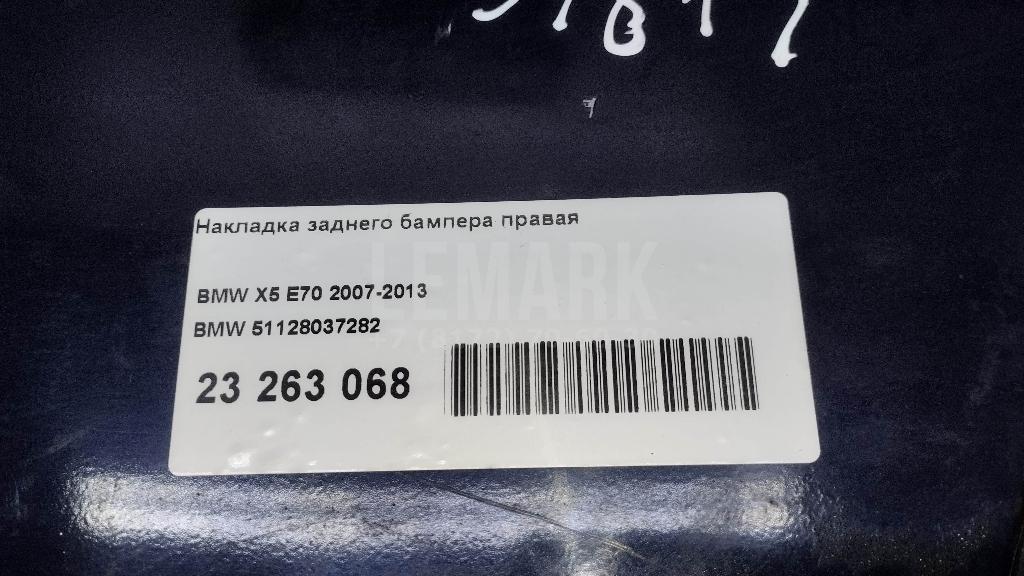 Накладка заднего бампера правая
LEMARK
BMW X5 E70 2007-2013
BMW 51128037282
23 263 068